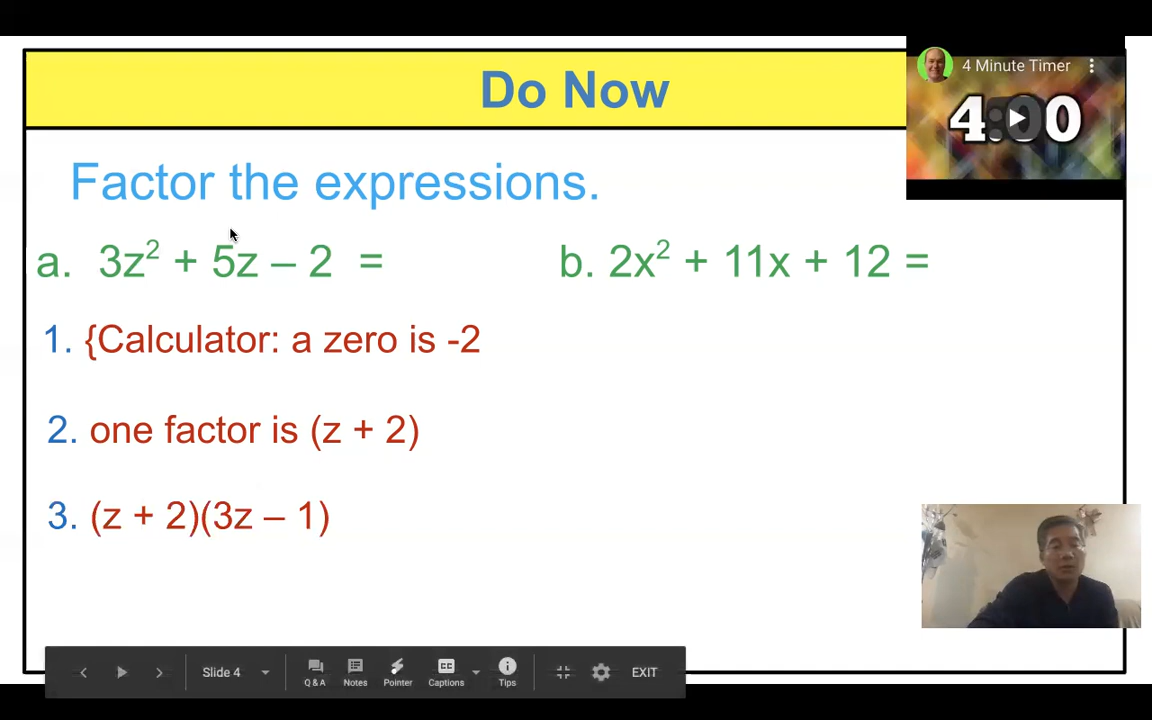 Do Now
4 Minute Timer
4:00
Factor the expressions.
a. 3z² + 5z – 2 =
b. 2x² + 11x + 12 =
1. {Calculator: a zero is -2
2. one factor is (z + 2)
3. (z + 2)(3z – 1)
Slide 4
Q & A
Notes
Pointer
CC
Captions
Tips
EXIT